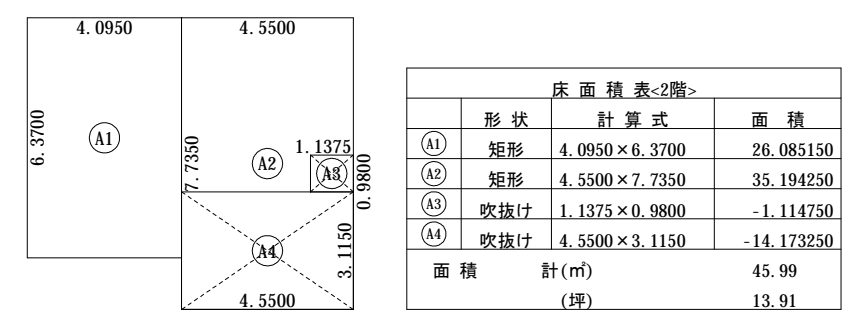 4.0950
4.5500
6.3700
A1
7.7350
A2
1.1375
A3
0.9800
A4
3.1150
4.5500
床 面 積 表<2階>
形 状 計 算 式 面 積
A1 矩形 4.0950×6.3700 26.085150
A2 矩形 4.5500×7.7350 35.194250
A3 吹抜け 1.1375×0.9800 -1.114750
A4 吹抜け 4.5500×3.1150 -14.173250
面 積 計(㎡) 45.99
(坪) 13.91